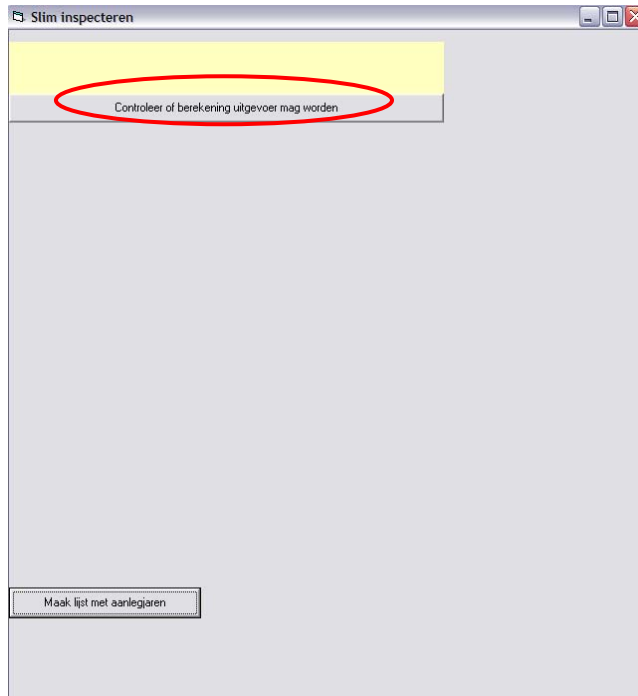 Slim inspecteren
Controleer of berekening uitgevoer mag worden
Maak lijst met aanlegjaren